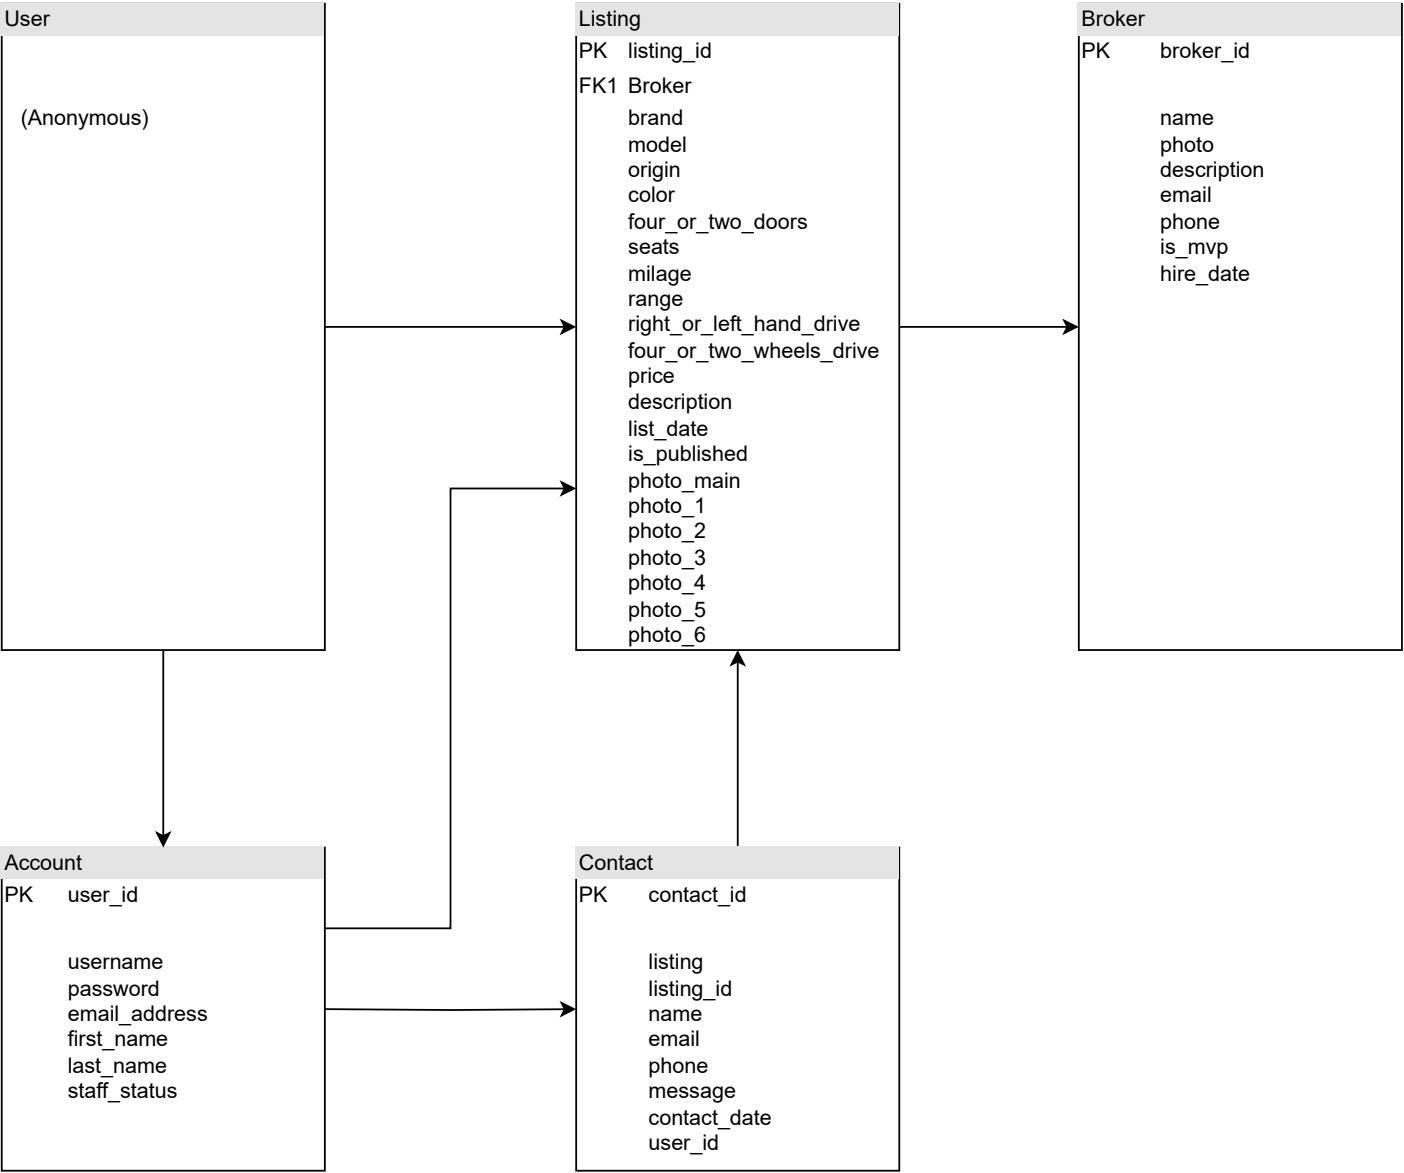 User
(Anonymous)
Listing
PK listing_id
FK1 Broker
brand
model
origin
color
four_or_two_doors
seats
milage
range
right_or_left_hand_drive
four_or_two_wheels_drive
price
description
list_date
is_published
photo_main
photo_1
photo_2
photo_3
photo_4
photo_5
photo_6
Broker
PK broker_id
name
photo
description
email
phone
is_mvp
hire_date
Account
PK user_id
username
password
email_address
first_name
last_name
staff_status
Contact
PK contact_id
listing
listing_id
name
email
phone
message
contact_date
user_id